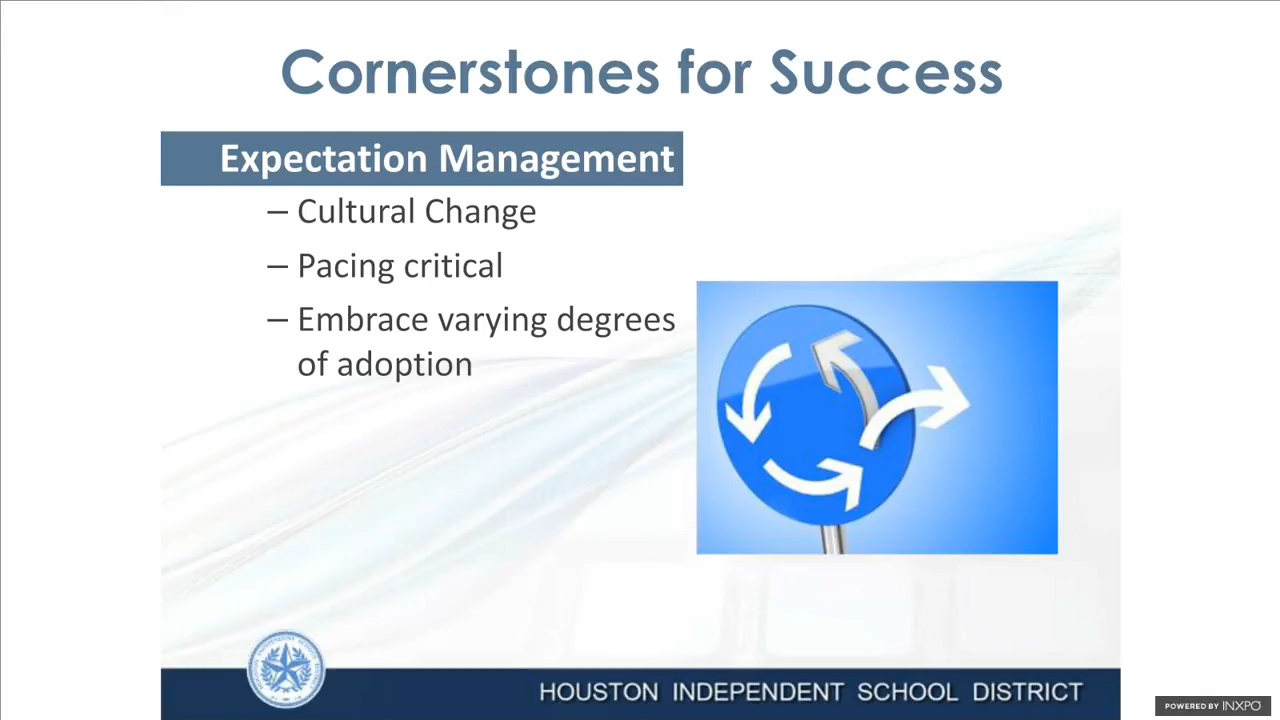 Cornerstones for Success
Expectation Management
– Cultural Change
– Pacing critical
– Embrace varying degrees
of adoption
HOUSTON INDEPENDENT SCHOOL DISTRICT
POWERED BY INXPO